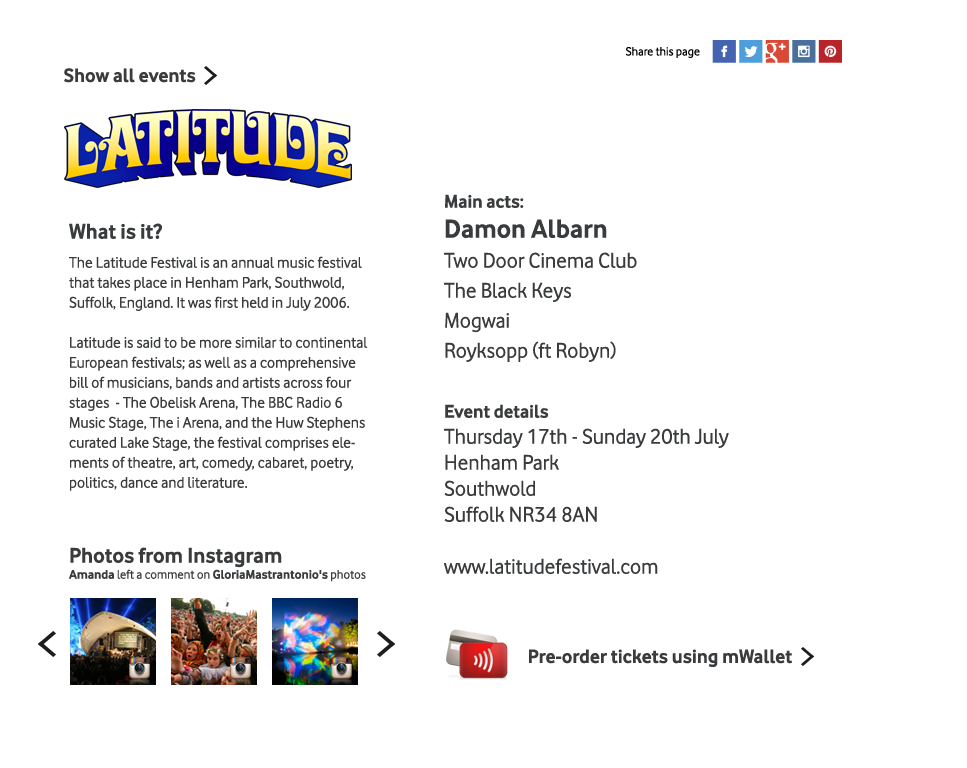 Share this page
Show all events
LATITUDE
What is it?
The Latitude Festival is an annual music festival
that takes place in Henham Park, Southwold,
Suffolk, England. It was first held in July 2006.
Latitude is said to be more similar to continental
European festivals; as well as a comprehensive
bill of musicians, bands and artists across four
stages  - The Obelisk Arena, The BBC Radio 6
Music Stage, The i Arena, and the Huw Stephens
curated Lake Stage, the festival comprises ele-
ments of theatre, art, comedy, cabaret, poetry,
politics, dance and literature.
Photos from Instagram
Amanda left a comment on GloriaMastrantonio's photos
Main acts:
Damon Albarn
Two Door Cinema Club
The Black Keys
Mogwai
Royksopp (ft Robyn)
Event details
Thursday 17th - Sunday 20th July
Henham Park
Southwold
Suffolk NR34 8AN
www.latitudefestival.com
Pre-order tickets using mWallet